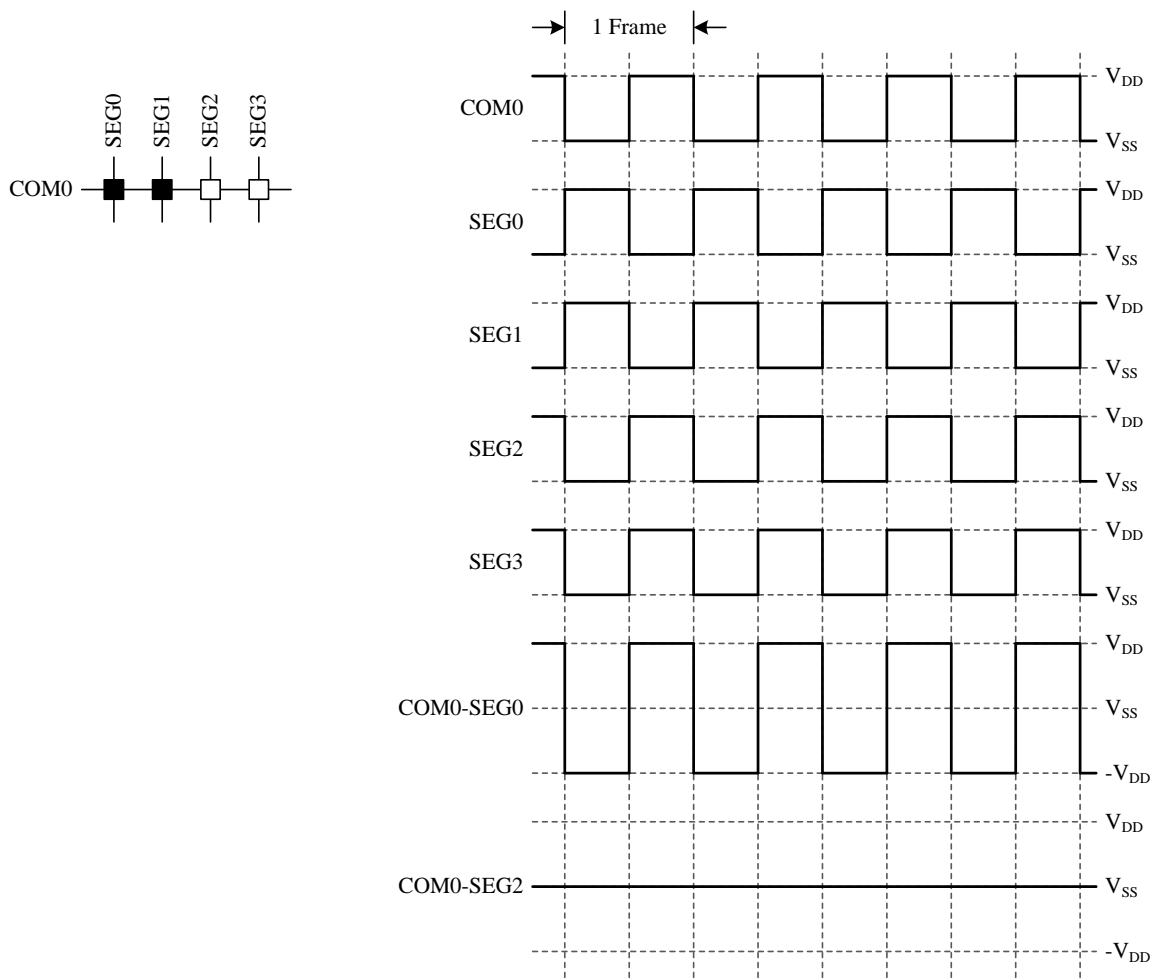 1 Frame
SEG0
SEG1
SEG2
SEG3
COM0
COM0
V_DD
V_SS
SEG0
V_DD
V_SS
SEG1
V_DD
V_SS
SEG2
V_DD
V_SS
SEG3
V_DD
V_SS
COM0-SEG0
V_DD
V_SS
-V_DD
COM0-SEG2
V_DD
V_SS
-V_DD